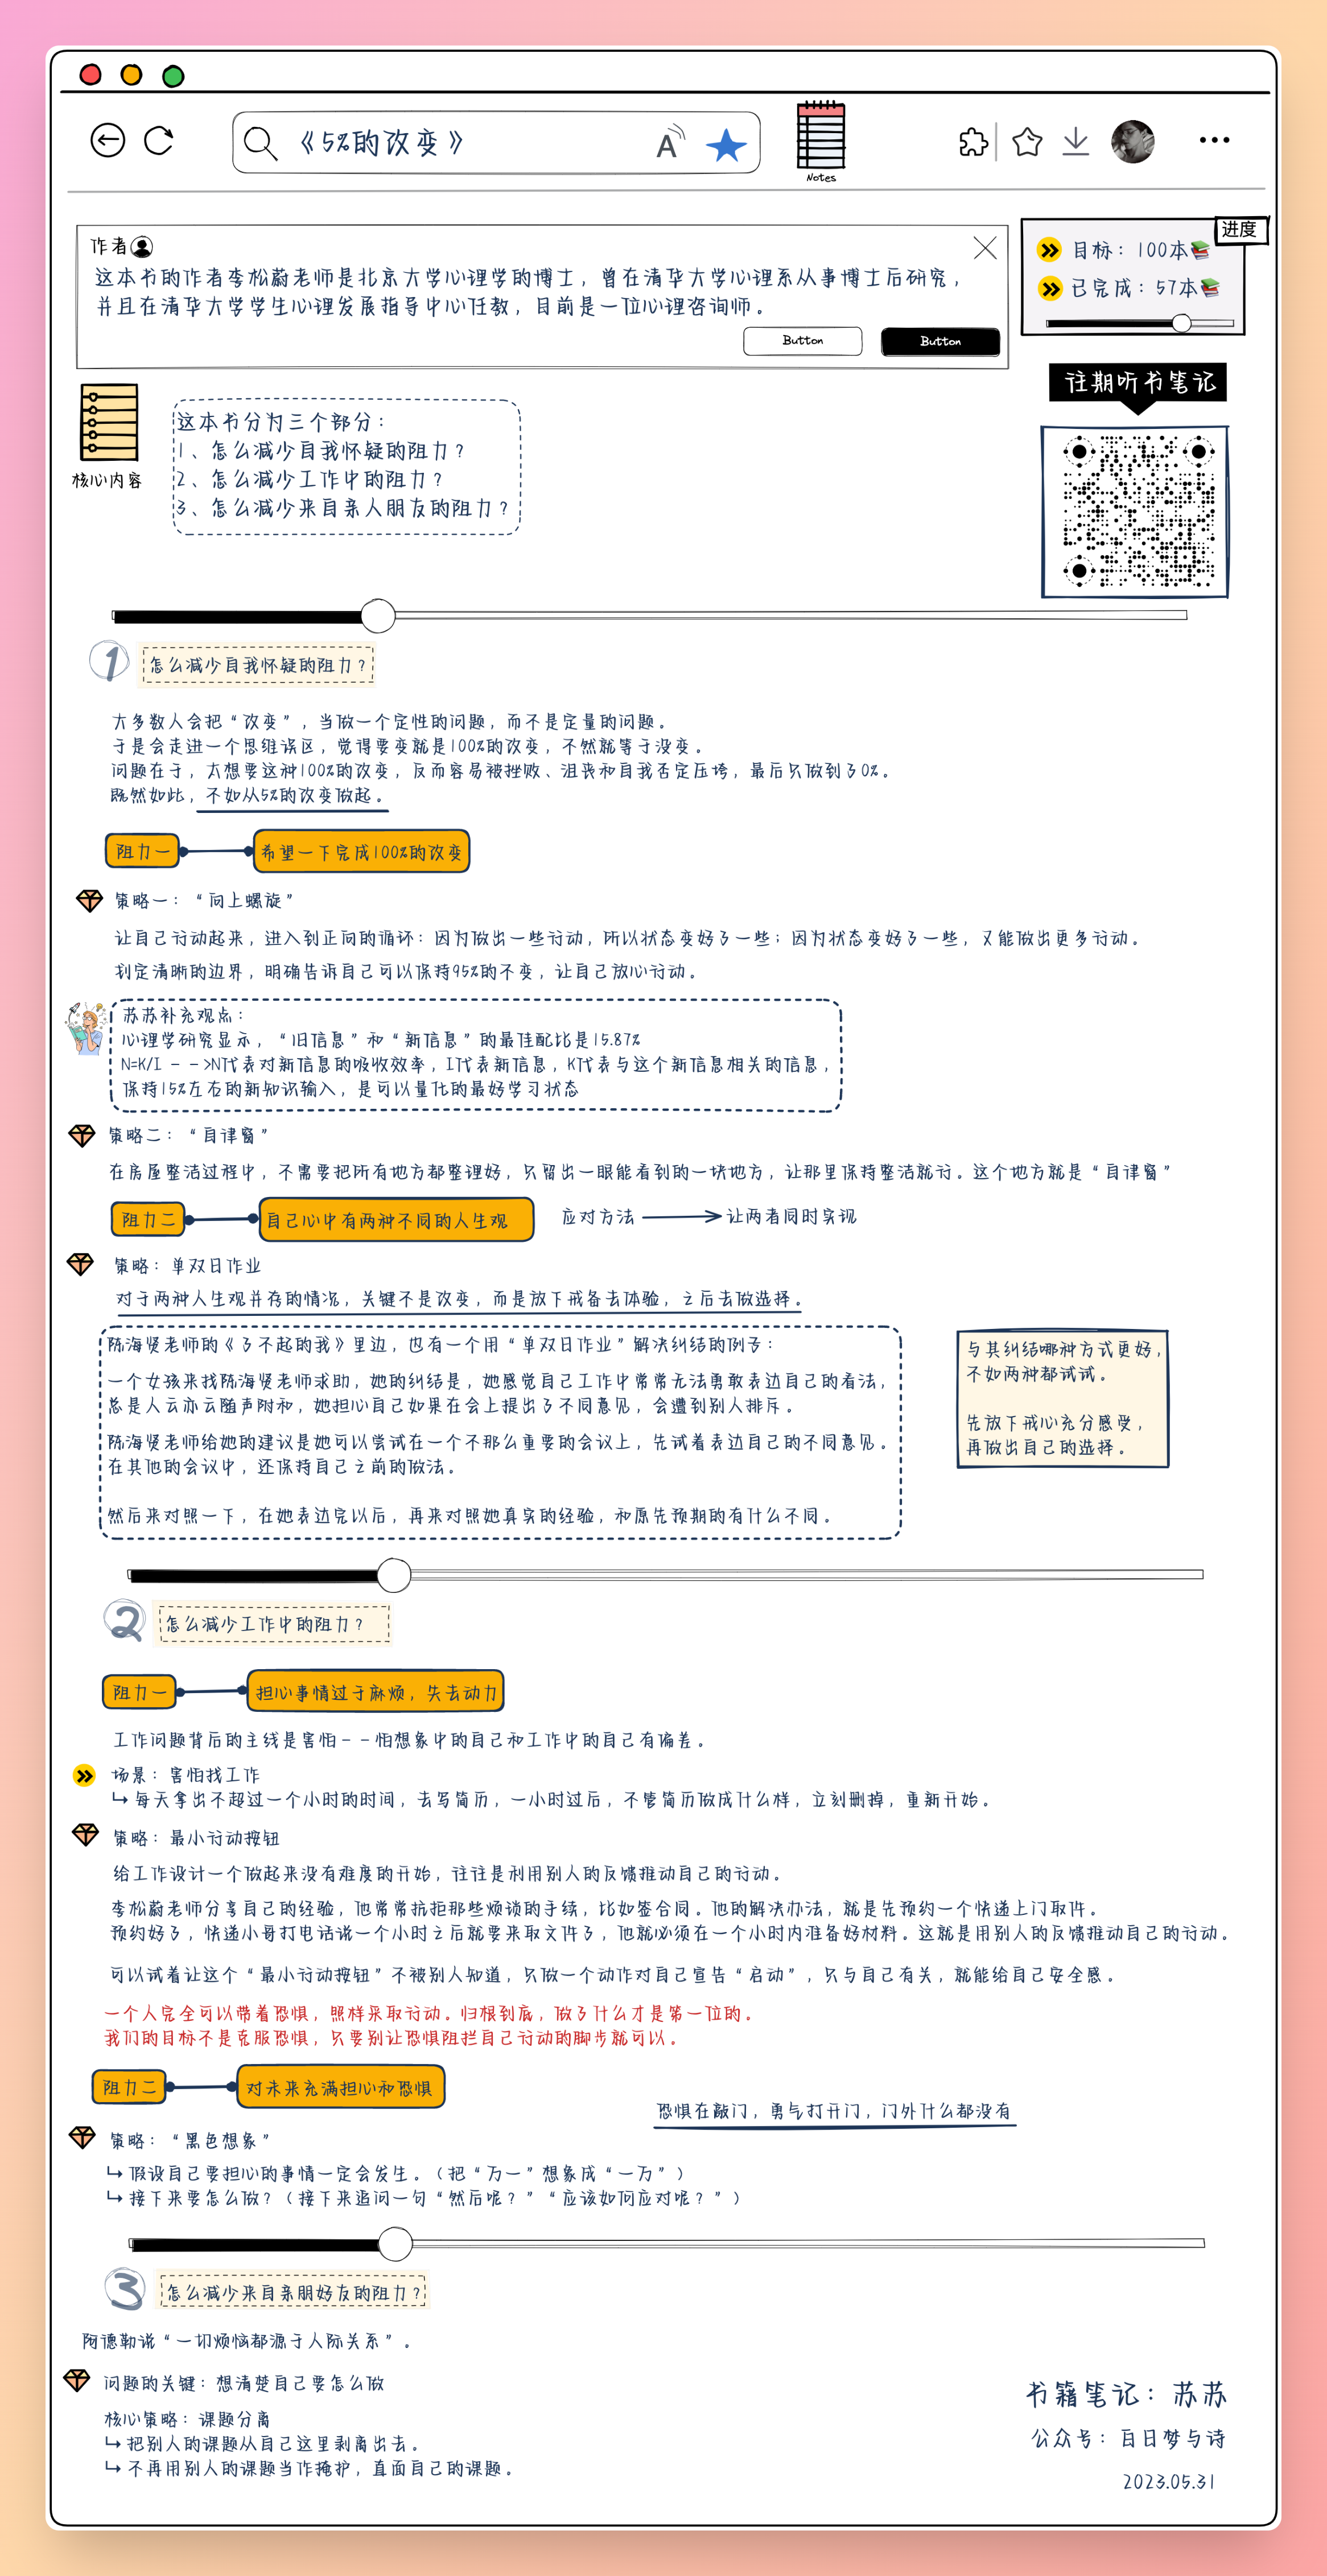 《5%的改变》
A
Notes
作者
这本书的作者李松蔚老师是北京大学心理学的博士，曾在清华大学心理系从事博士后研究，
并且在清华大学学生心理发展指导中心任教，目前是一位心理咨询师。
Button
Button
进度
目标：100本
已完成：57本
往期听书笔记
核心内容
这本书分为三个部分：
1、怎么减少自我怀疑的阻力？
2、怎么减少工作中的阻力？
3、怎么减少来自亲人朋友的阻力？
1
怎么减少自我怀疑的阻力？
大多数人会把“改变”，当做一个定性的问题，而不是定量的问题。
于是会走进一个思维误区，觉得要变就是100%的改变，不然就等于没变。
问题在于，太想要这种100%的改变，反而容易被挫败、沮丧和自我否定压垮，最后只做到了0%。
既然如此，不如从5%的改变做起。
阻力一
希望一下完成100%的改变
策略一：“向上螺旋”
让自己行动起来，进入到正向的循环：因为做出一些行动，所以状态变好了一些；因为状态变好了一些，又能做出更多行动。
划定清晰的边界，明确告诉自己可以保持95%的不变，让自己放心行动。
苏苏补充观点：
心理学研究显示，“旧信息”和“新信息”的最佳配比是15.87%
N=K/I -->N代表对新信息的吸收效率，I代表新信息，K代表与这个新信息相关的信息，
保持15%左右的新知识输入，是可以量化的最好学习状态
策略二：“自律窗”
在房屋整洁过程中，不需要把所有地方都整理好，只留出一眼能看到的一块地方，让那里保持整洁就行。这个地方就是“自律窗”
阻力二
自己心中有两种不同的人生观
应对方法
让两者同时实现
策略：单双日作业
对于两种人生观并存的情况，关键不是改变，而是放下戒备去体验，之后去做选择。
陈海贤老师的《了不起的我》里边，也有一个用“单双日作业”解决纠结的例子：
一个女孩来找陈海贤老师求助，她的纠结是，她感觉自己工作中常常无法勇敢表达自己的看法，
总是人云亦云随声附和，她担心自己如果在会上提出了不同意见，会遭到别人排斥。
陈海贤老师给她的建议是她可以尝试在一个不那么重要的会议上，先试着表达自己的不同意见。
在其他的会议中，还保持自己之前的做法。
然后来对照一下，在她表达完以后，再来对照她真实的经验，和原先预期的有什么不同。
与其纠结哪种方式更好，
不如两种都试试。
先放下戒心充分感受，
再做出自己的选择。
2
怎么减少工作中的阻力？
阻力一
担心事情过于麻烦，失去动力
工作问题背后的主线是害怕--怕想象中的自己和工作中的自己有偏差。
场景：害怕找工作
↳每天拿出不超过一个小时的时间，去写简历，一小时过后，不管简历做成什么样，立刻删掉，重新开始。
策略：最小行动按钮
给工作设计一个做起来没有难度的开始，往往是利用别人的反馈推动自己的行动。
李松蔚老师分享自己的经验，他常常抗拒那些烦琐的手续，比如签合同。他的解决办法，就是先预约一个快递上门取件。
预约好了，快递小哥打电话说一个小时之后就要来取文件了，他就必须在一个小时内准备好材料。这就是用别人的反馈推动自己的行动。
可以试着让这个“最小行动按钮”不被别人知道，只做一个动作对自己宣告“启动”，只与自己有关，就能给自己安全感。
一个人完全可以带着恐惧，照样采取行动。归根到底，做了什么才是第一位的。
我们的目标不是克服恐惧，只要别让恐惧阻拦自己行动的脚步就可以。
阻力二
对未来充满担心和恐惧
恐惧在敲门，勇气打开门，门外什么都没有
策略：“黑色想象”
↳假设自己要担心的事情一定会发生。（把“万一”想象成“一万”）
↳接下来要怎么做？（接下来追问一句“然后呢？”“应该如何应对呢？”）
3
怎么减少来自亲朋好友的阻力？
阿德勒说“一切烦恼都源于人际关系”。
问题的关键：想清楚自己要怎么做
核心策略：课题分离
↳把别人的课题从自己这里剥离出去。
↳不再用别人的课题当作掩护，直面自己的课题。
书籍笔记：苏苏
公众号：百日梦与诗
2023.05.31